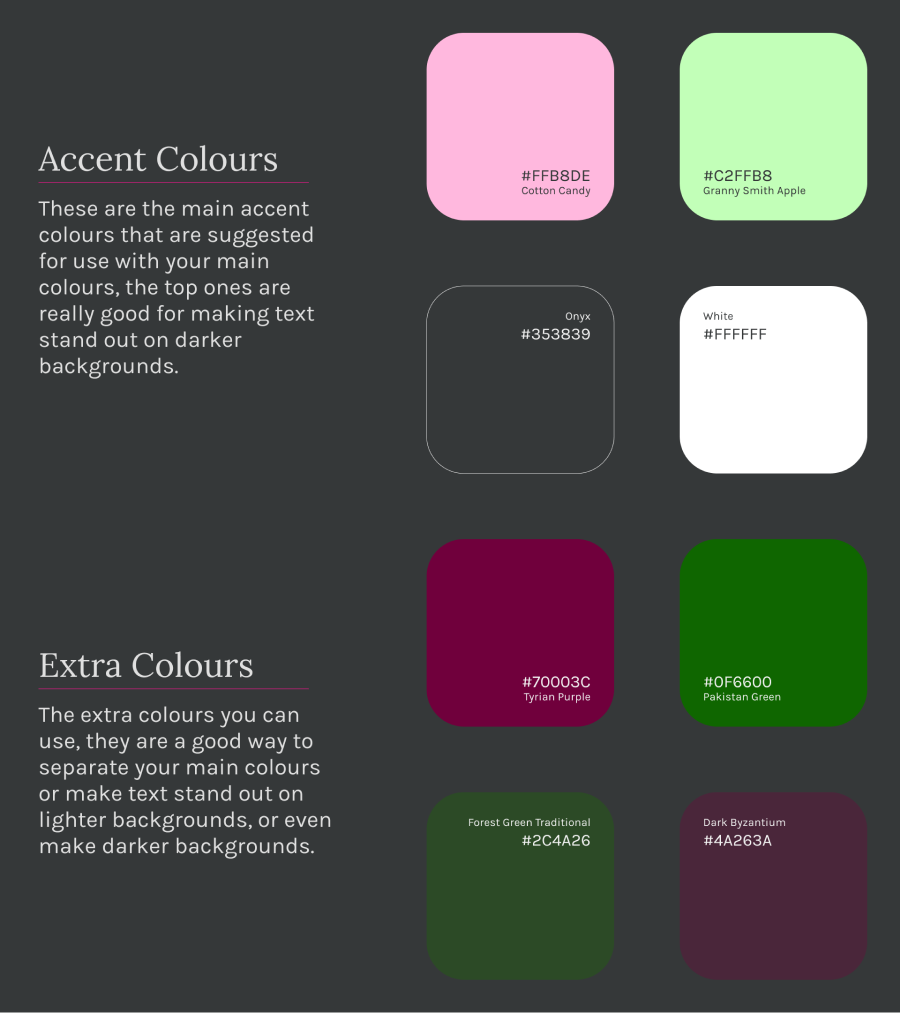 Accent Colours
These are the main accent
colours that are suggested
for use with your main
colours, the top ones are
really good for making text
stand out on darker
backgrounds.
#FFB8DE
Cotton Candy
#C2FFB8
Granny Smith Apple
Onyx
#353839
White
#FFFFFF
Extra Colours
The extra colours you can
use, they are a good way to
separate your main colours
or make text stand out on
lighter backgrounds, or even
make darker backgrounds.
#70003C
Tyrian Purple
#0F6600
Pakistan Green
Forest Green Traditional
#2C4A26
Dark Byzantium
#4A263A